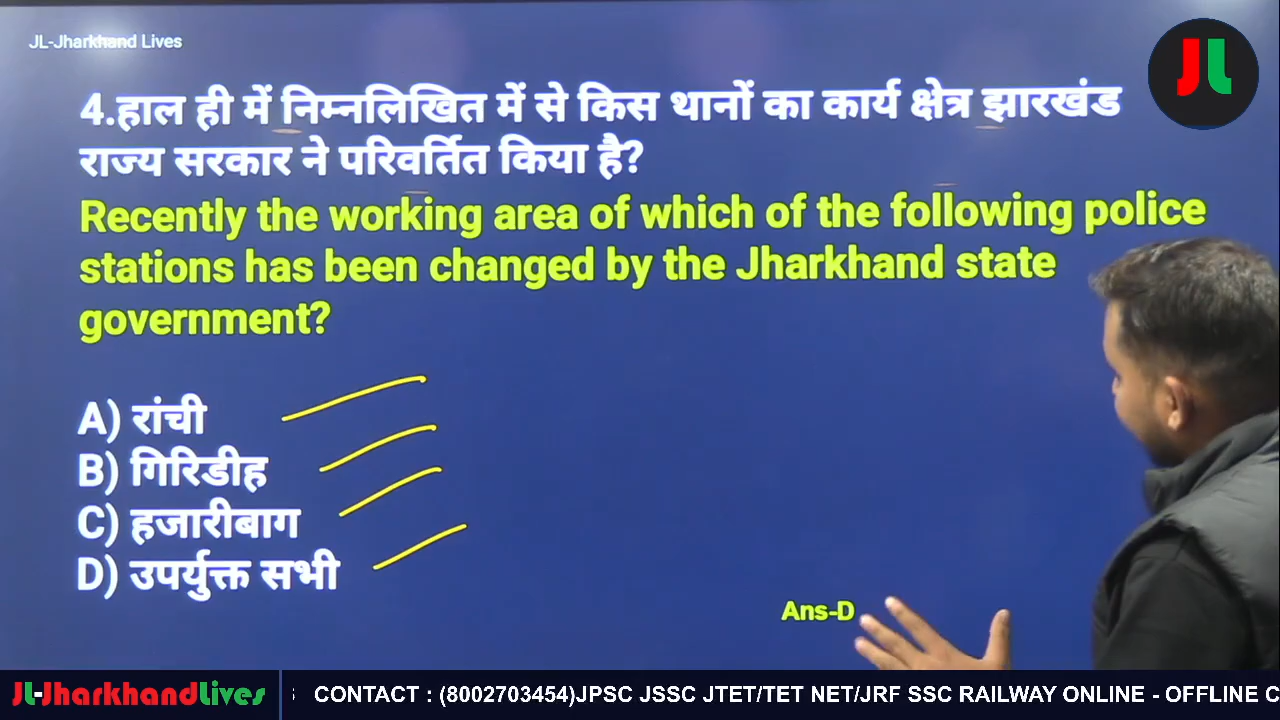 JL-Jharkhand Lives
JL
4.हाल ही में निम्नलिखित में से किस थानों का कार्य क्षेत्र झारखंड
राज्य सरकार ने परिवर्तित किया है?
Recently the working area of which of the following police
stations has been changed by the Jharkhand state
government?
A) रांची
B) गिरिडीह
C) हजारीबाग
D) उपर्युक्त सभी
Ans-D
JL-JharkhandLives
CONTACT : (8002703454)JPSC JSSC JTET/TET NET/JRF SSC RAILWAY ONLINE - OFFLINE